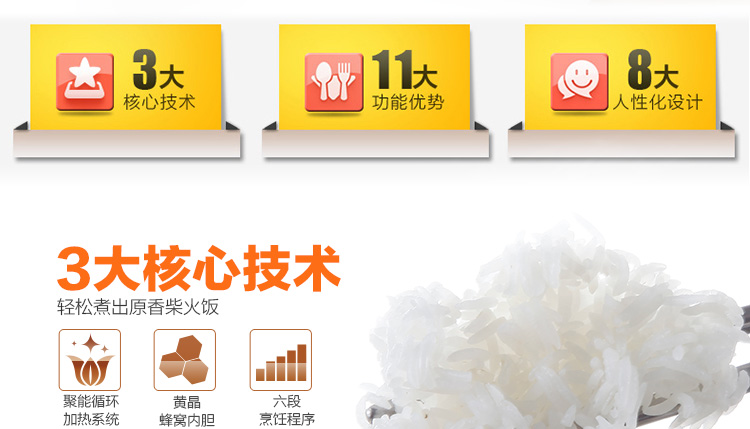 3大
核心技术
11大
功能优势
8大
人性化设计
3大核心技术
轻松煮出原香柴火饭
聚能循环
加热系统
黄晶
蜂窝内胆
六段
烹饪程序